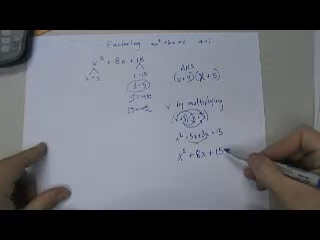 Factoring ax² + bx + c a=1
x² + 8x + 15
x · x
1 · 15
3 · 5
ANS
(x+3)(x+5)
√ by multiplying
(x+3)(x+5)
x² + 5x + 3x + 15
x² + 8x + 15